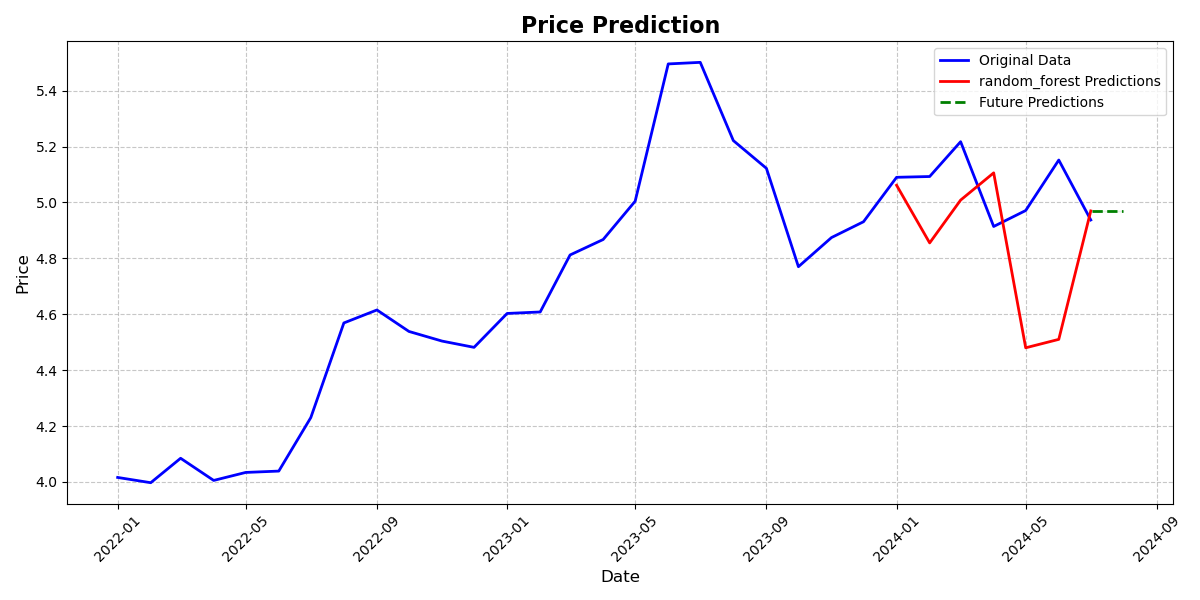 Price Prediction
Original Data
random_forest Predictions
Future Predictions
Price
5.4
5.2
5.0
4.8
4.6
4.4
4.2
4.0
2022-01
2022-05
2022-09
2023-01
2023-05
2023-09
2024-01
2024-05
2024-09
Date